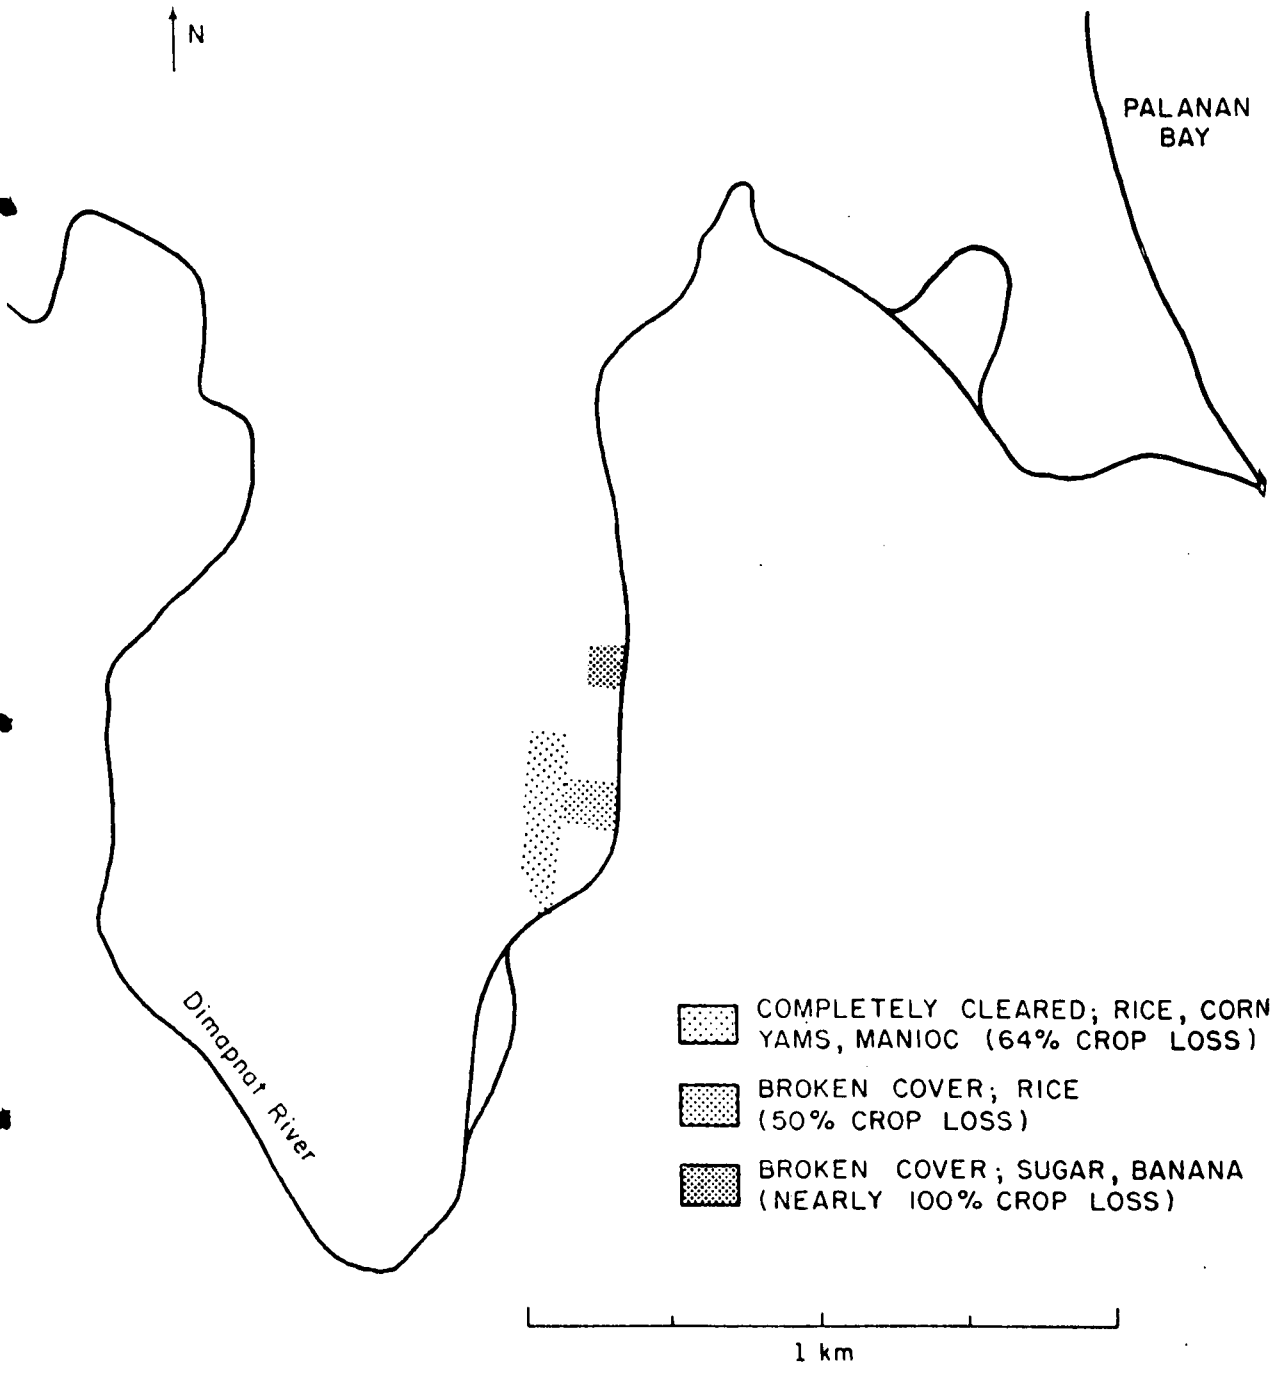 N
PALANAN
BAY
Dimapnat River
COMPLETELY CLEARED; RICE, CORN
YAMS, MANIOC (64% CROP LOSS)
BROKEN COVER; RICE
(50% CROP LOSS)
BROKEN COVER; SUGAR, BANANA
(NEARLY 100% CROP LOSS)
1 km